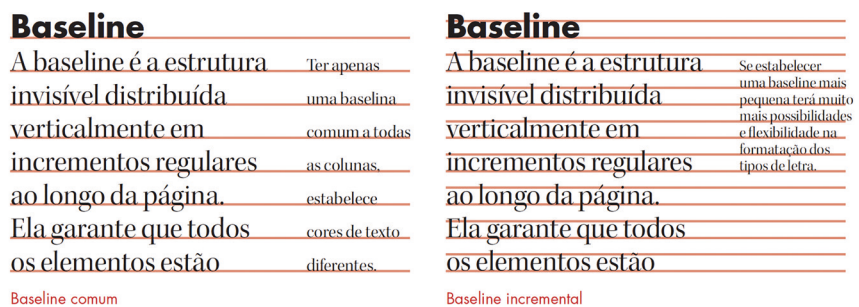 Baseline
A baseline é a estrutura
invisível distribuída
verticalmente em
incrementos regulares
ao longo da página.
Ela garante que todos
os elementos estão
Ter apenas
uma baselina
comum a todas
as colunas,
estabelece
cores de texto
diferentes.
Baseline comum
Baseline
A baseline é a estrutura
invisível distribuída
verticalmente em
incrementos regulares
ao longo da página.
Ela garante que todos
os elementos estão
Se estabelecer
uma baseline mais
pequena terá muito
mais possibilidades
e flexibilidade na
formatação dos
tipos de letra.
Baseline incremental